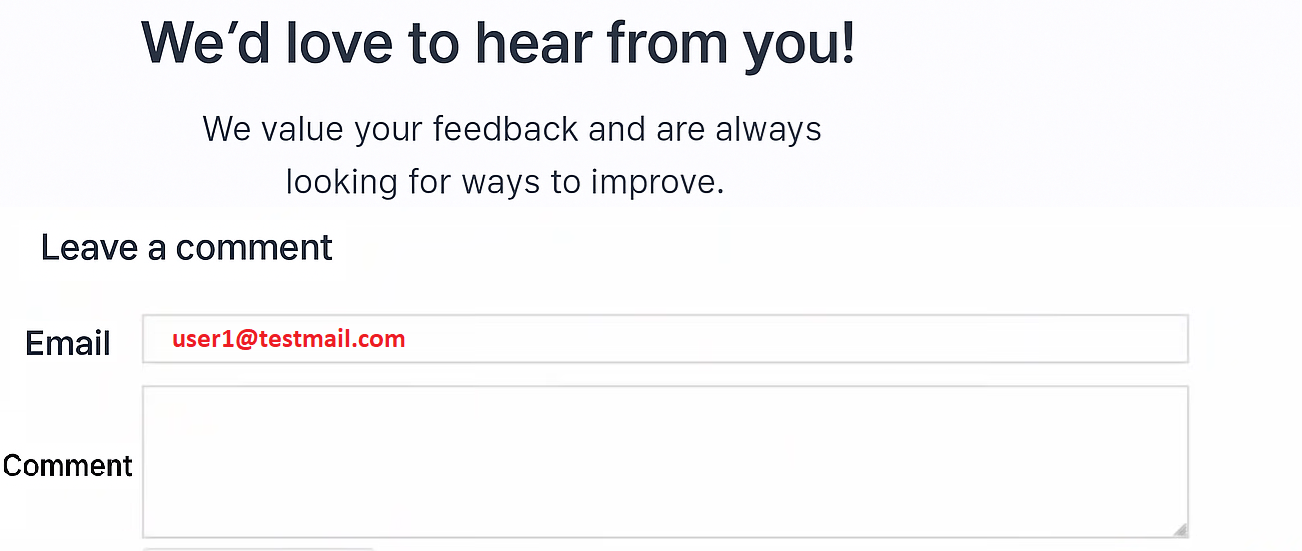 We’d love to hear from you!
We value your feedback and are always
looking for ways to improve.
Leave a comment
Email
user1@testmail.com
Comment